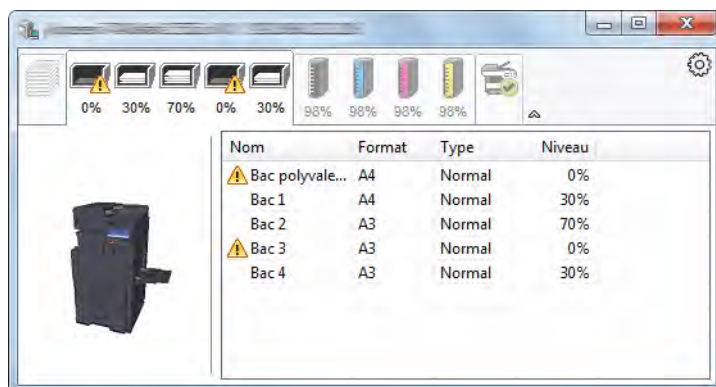 0% 30% 70% 0% 30% 98% 98% 98% 98%
Nom Format Type Niveau
Bac polyvale... A4 Normal 0%
Bac 1 A4 Normal 30%
Bac 2 A3 Normal 70%
Bac 3 A3 Normal 0%
Bac 4 A3 Normal 30%